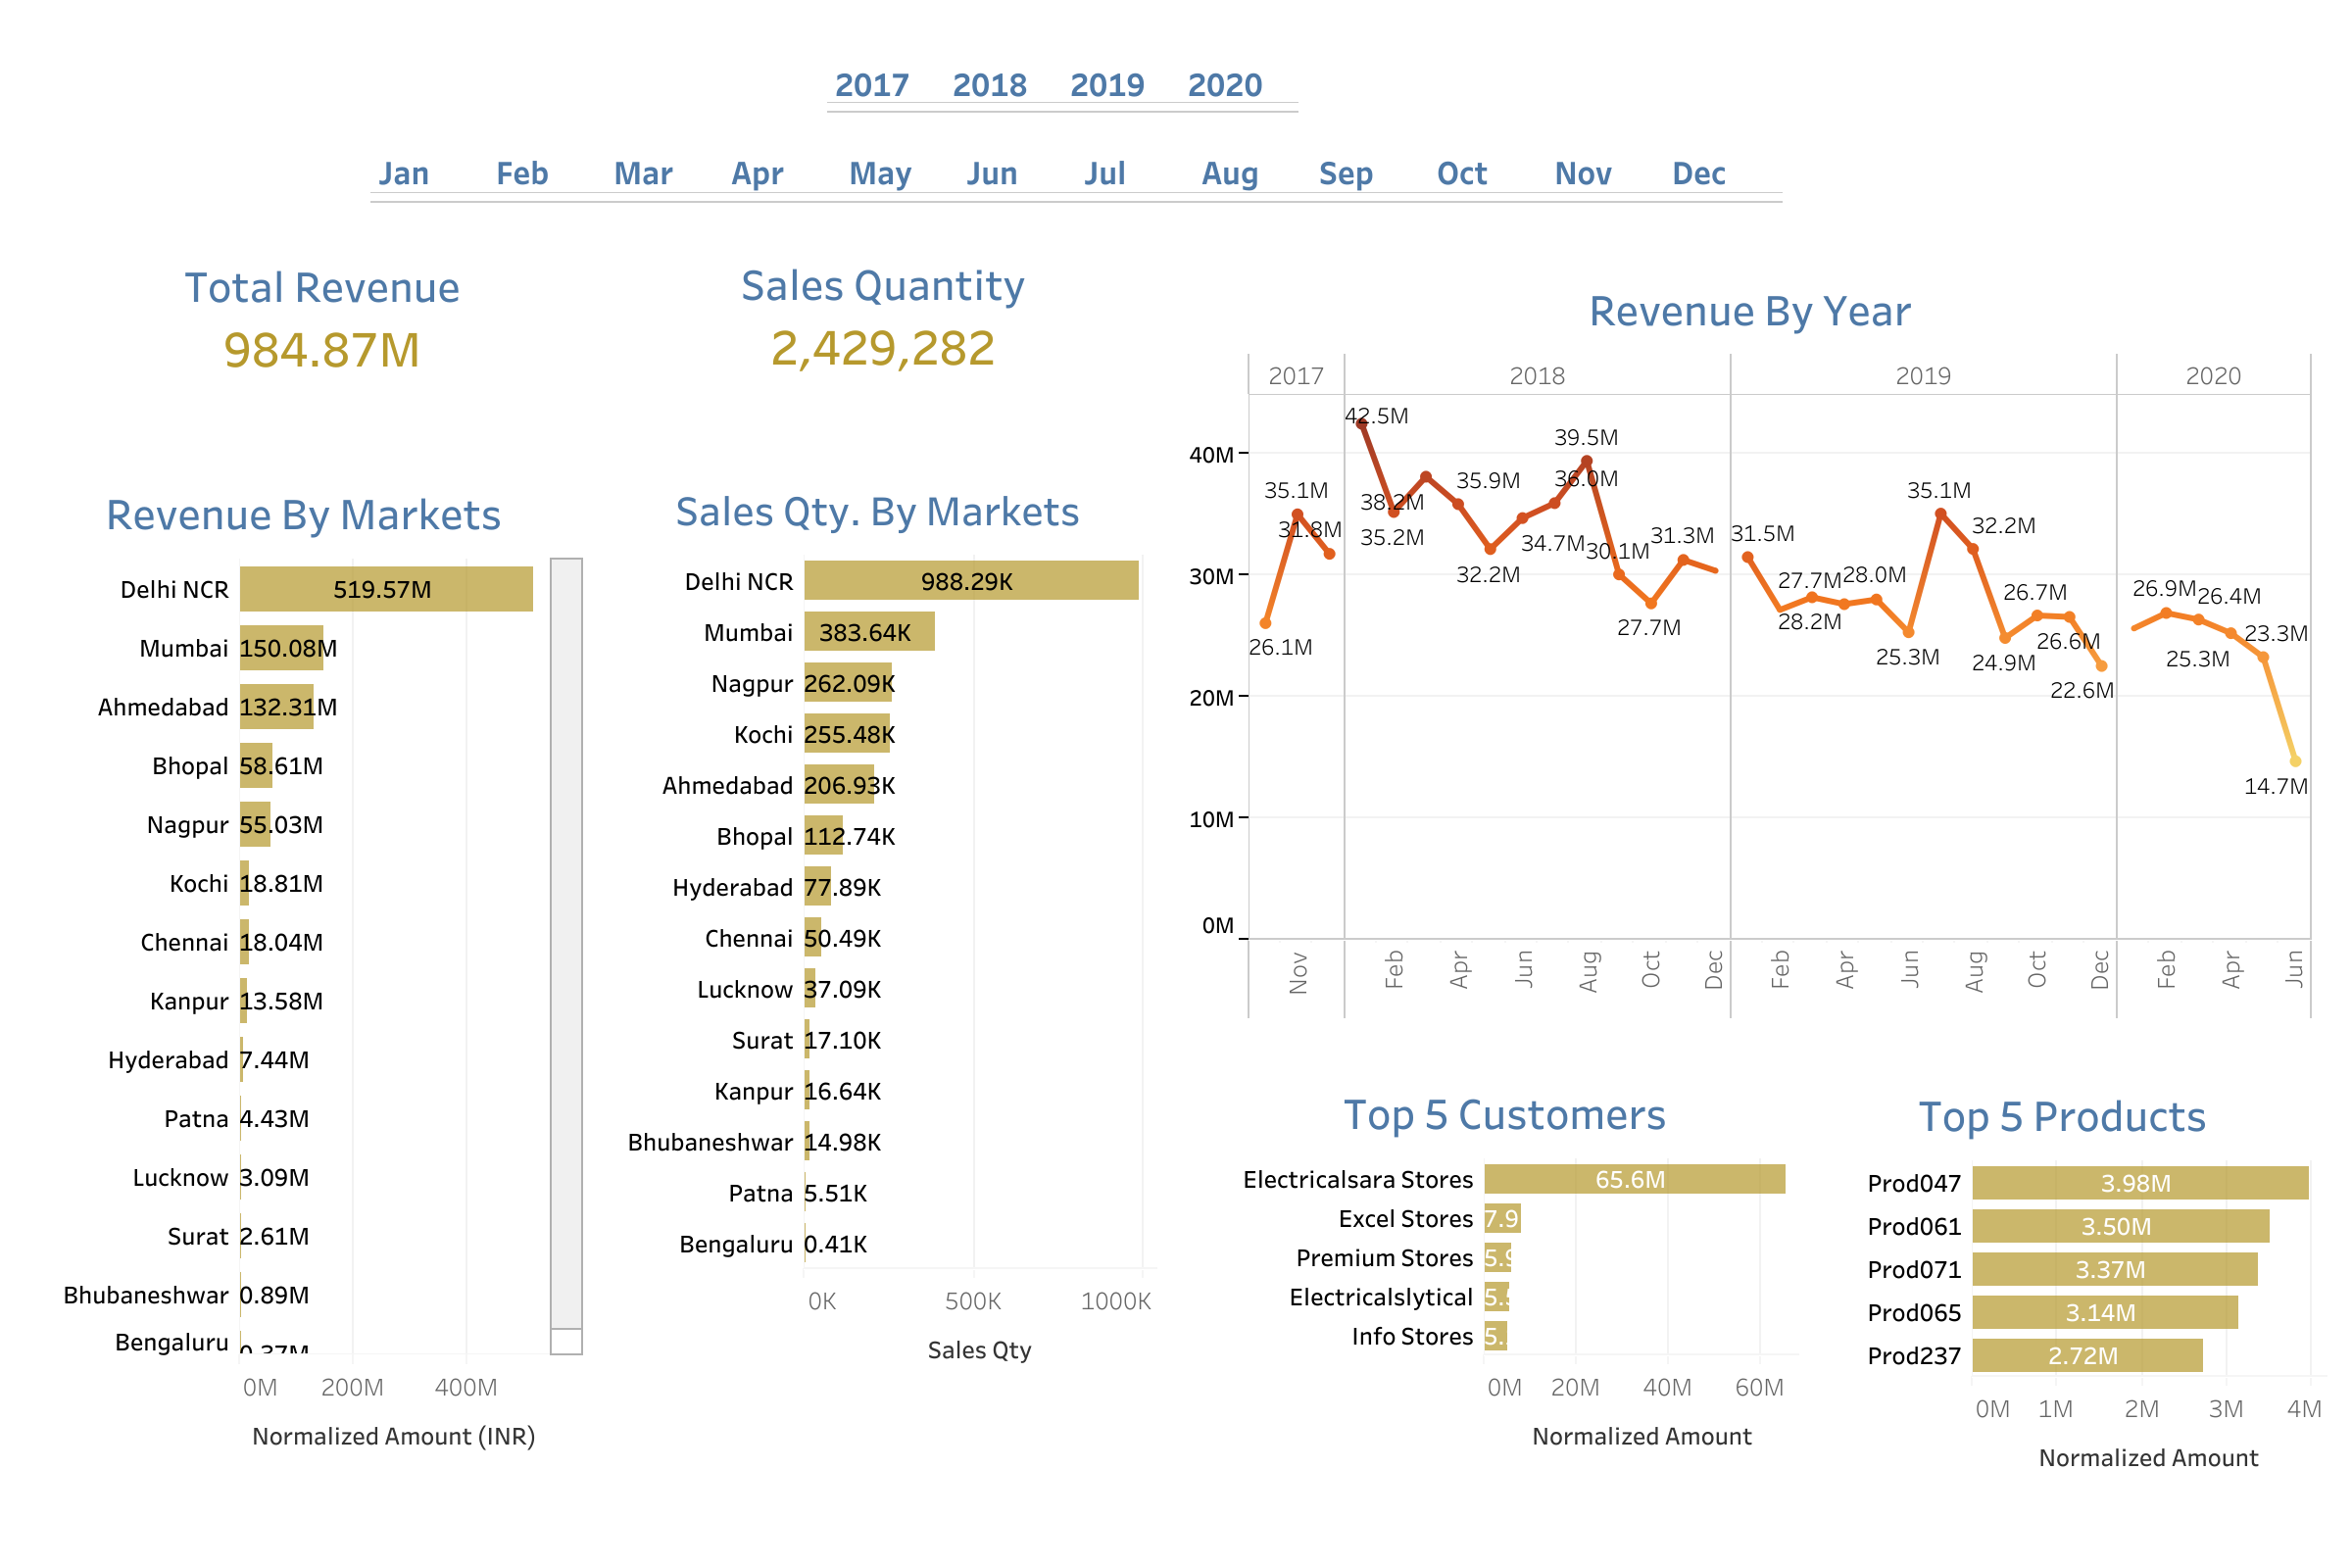 2017 2018 2019 2020
Jan Feb Mar Apr May Jun Jul Aug Sep Oct Nov Dec
Total Revenue
984.87M
Sales Quantity
2,429,282
Revenue By Markets
Delhi NCR 519.57M
Mumbai 150.08M
Ahmedabad 132.31M
Bhopal 58.61M
Nagpur 55.03M
Kochi 18.81M
Chennai 18.04M
Kanpur 13.58M
Hyderabad 7.44M
Patna 4.43M
Lucknow 3.09M
Surat 2.61M
Bhubaneshwar 0.89M
Bengaluru 0.37M
0M 200M 400M
Normalized Amount (INR)
Sales Qty. By Markets
Delhi NCR 988.29K
Mumbai 383.64K
Nagpur 262.09K
Kochi 255.48K
Ahmedabad 206.93K
Bhopal 112.74K
Hyderabad 77.89K
Chennai 50.49K
Lucknow 37.09K
Surat 17.10K
Kanpur 16.64K
Bhubaneshwar 14.98K
Patna 5.51K
Bengaluru 0.41K
0K 500K 1000K
Sales Qty
Revenue By Year
2017 2018 2019 2020
40M
30M
20M
10M
0M
26.1M 35.1M 31.8M
42.5M 35.2M 38.2M 35.9M 32.2M 34.7M 36.0M 39.5M 30.1M 27.7M 31.3M
31.5M 28.2M 27.7M 28.0M 25.3M 35.1M 32.2M 24.9M 26.7M 26.6M 22.6M
26.9M 26.4M 25.3M 23.3M 14.7M
Nov Feb Apr Jun Aug Oct Dec Feb Apr Jun Aug Oct Dec Feb Apr Jun
Top 5 Customers
Electricalsara Stores 65.6M
Excel Stores 7.9
Premium Stores 5.9
Electricalslytical 5.5
Info Stores 5.
0M 20M 40M 60M
Normalized Amount
Top 5 Products
Prod047 3.98M
Prod061 3.50M
Prod071 3.37M
Prod065 3.14M
Prod237 2.72M
0M 1M 2M 3M 4M
Normalized Amount